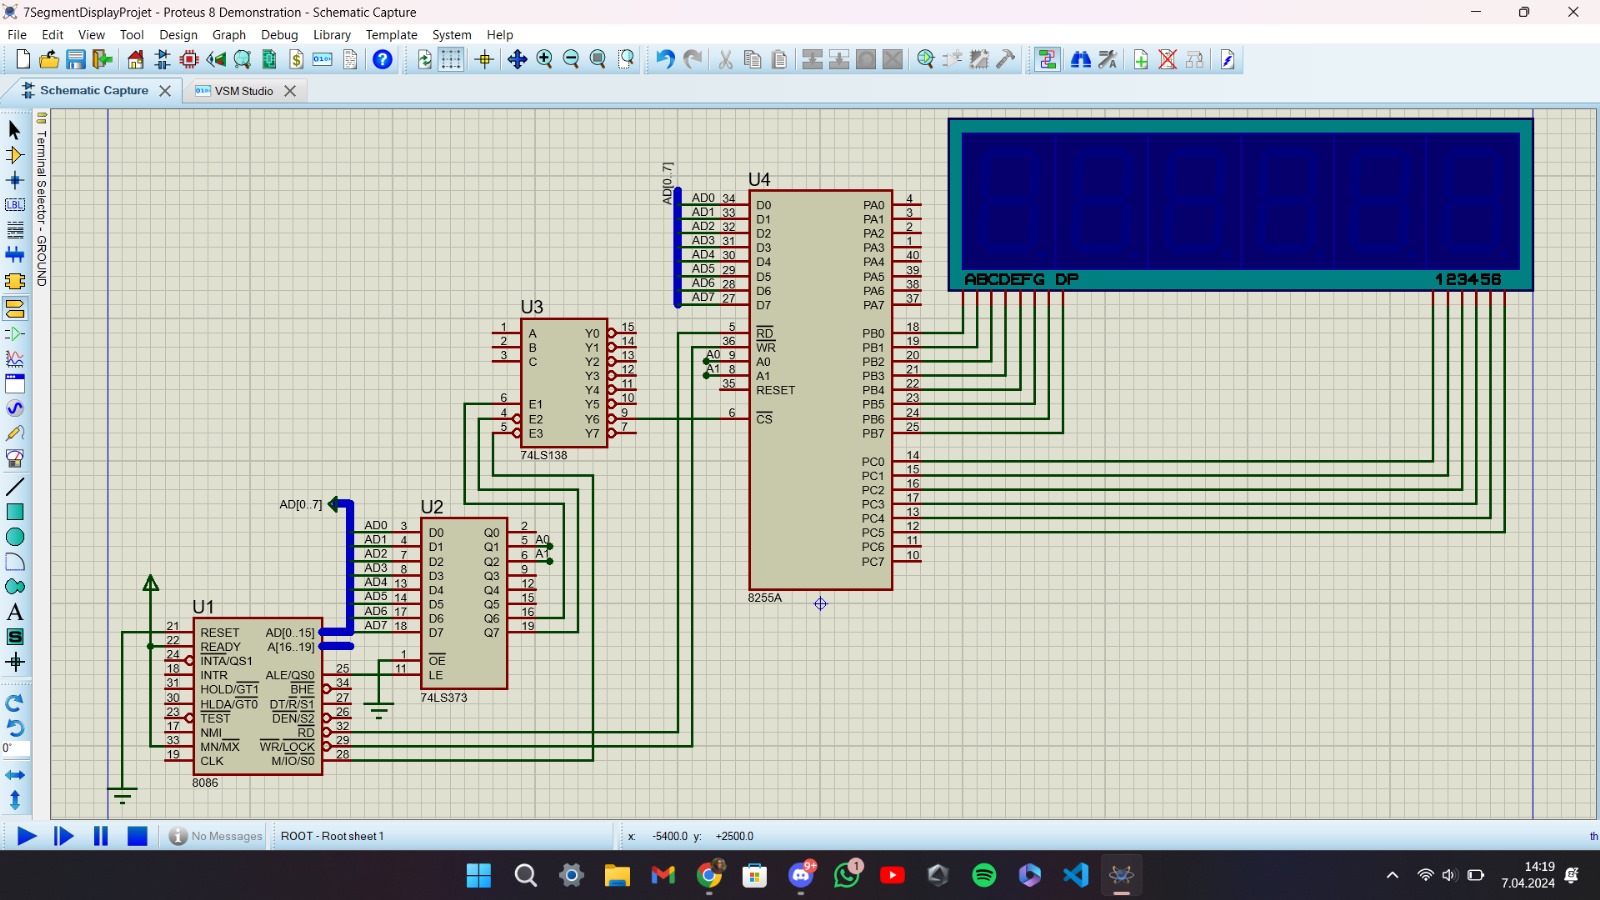 7SegmentDisplayProjet - Proteus 8 Demonstration - Schematic Capture
File Edit View Tool Design Graph Debug Library Template System Help
Schematic Capture
VSM Studio
Terminal Selector - GROUND
LBL
A
S
0°
U4
AD[0..7]
AD0 34 D0 PA0 4
AD1 33 D1 PA1 3
AD2 32 D2 PA2 2
AD3 31 D3 PA3 1
AD4 30 D4 PA4 40
AD5 29 D5 PA5 39
AD6 28 D6 PA6 38
AD7 27 D7 PA7 37
5 RD PB0 18
36 WR PB1 19
A0 9 A0 PB2 20
A1 8 A1 PB3 21
35 RESET PB4 22
PB5 23
6 CS PB6 24
PB7 25
PC0 14
PC1 15
PC2 16
PC3 17
PC4 13
PC5 12
PC6 11
PC7 10
8255A
ABCDEFG DP
123456
U3
1 A Y0 15
2 B Y1 14
3 C Y2 13
Y3 12
Y4 11
6 E1 Y5 10
4 E2 Y6 9
5 E3 Y7 7
74LS138
AD[0..7]
U2
AD0 3 D0 Q0 2
AD1 4 D1 Q1 5 A0
AD2 7 D2 Q2 6 A1
AD3 8 D3 Q3 9
AD4 13 D4 Q4 12
AD5 14 D5 Q5 15
AD6 17 D6 Q6 16
AD7 18 D7 Q7 19
1 OE
11 LE
74LS373
U1
21 RESET AD[0..15]
22 READY A[16..19]
24 INTA/QS1
18 INTR ALE/QS0 25
31 HOLD/GT1 BHE 34
30 HLDA/GT0 DT/R/S1 27
23 TEST DEN/S2 26
17 NMI RD 32
33 MN/MX WR/LOCK 29
19 CLK M/IO/S0 28
8086
No Messages
ROOT - Root sheet 1
x: -5400.0 y: +2500.0
th
9+
1
14:19
7.04.2024